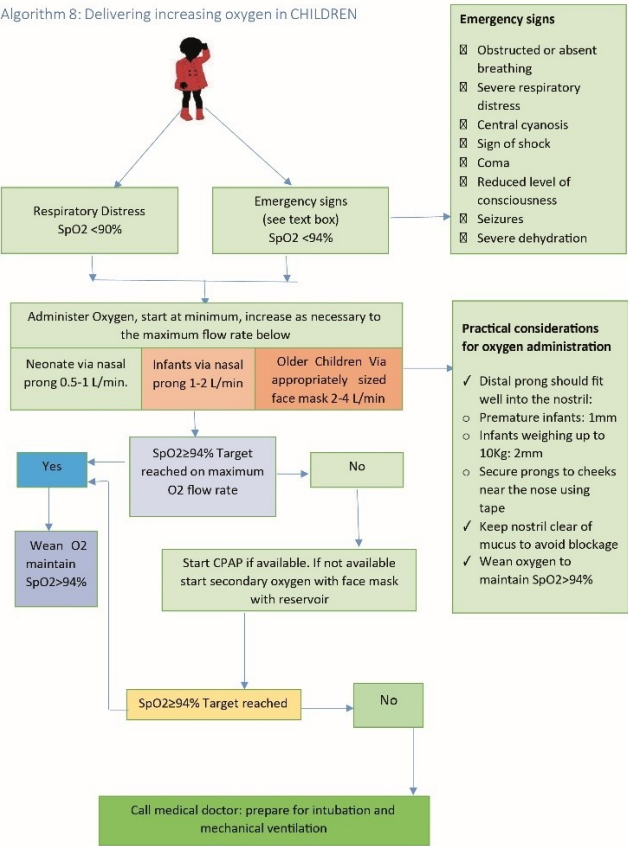 Algorithm 8: Delivering increasing oxygen in CHILDREN
Emergency signs
Obstructed or absent
breathing
Severe respiratory
distress
Central cyanosis
Sign of shock
Coma
Reduced level of
consciousness
Seizures
Severe dehydration
Respiratory Distress
SpO2 <90%
Emergency signs
(see text box)
SpO2 <94%
Administer Oxygen, start at minimum, increase as necessary to
the maximum flow rate below
Neonate via nasal
prong 0.5-1 L/min.
Infants via nasal
prong 1-2 L/min
Older Children Via
appropriately sized
face mask 2-4 L/min
Practical considerations
for oxygen administration
✓ Distal prong should fit
well into the nostril:
o Premature infants: 1mm
o Infants weighing up to
10Kg: 2mm
o Secure prongs to cheeks
near the nose using
tape
✓ Keep nostril clear of
mucus to avoid blockage
✓ Wean oxygen to
maintain SpO2>94%
Yes
SpO2≥94% Target
reached on maximum
O2 flow rate
No
Wean O2
maintain
SpO2>94%
Start CPAP if available. If not available
start secondary oxygen with face mask
with reservoir
SpO2≥94% Target reached
No
Call medical doctor: prepare for intubation and
mechanical ventilation